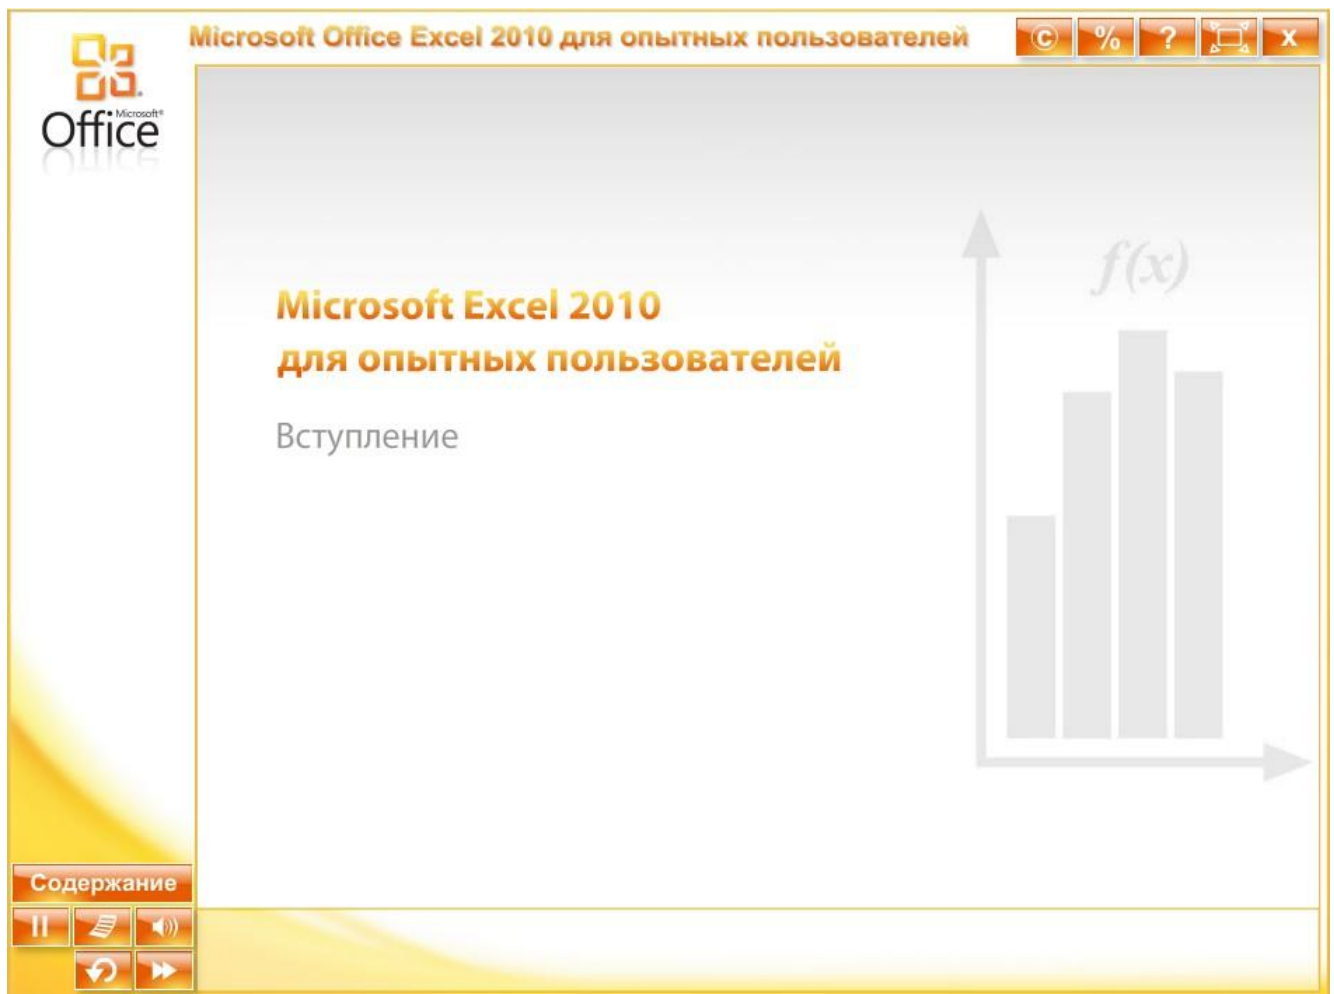 Microsoft Office Excel 2010 для опытных пользователей
© % ? X
Microsoft®
Office
f(x)
Microsoft Excel 2010
для опытных пользователей
Вступление
Содержание